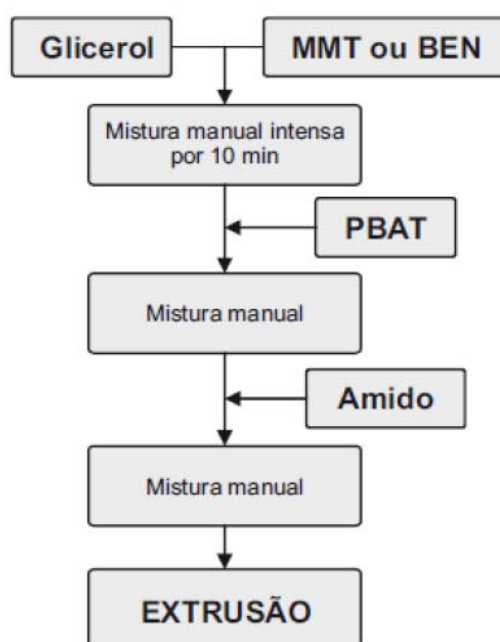 Glicerol
MMT ou BEN
Mistura manual intensa
por 10 min
PBAT
Mistura manual
Amido
Mistura manual
EXTRUSÃO